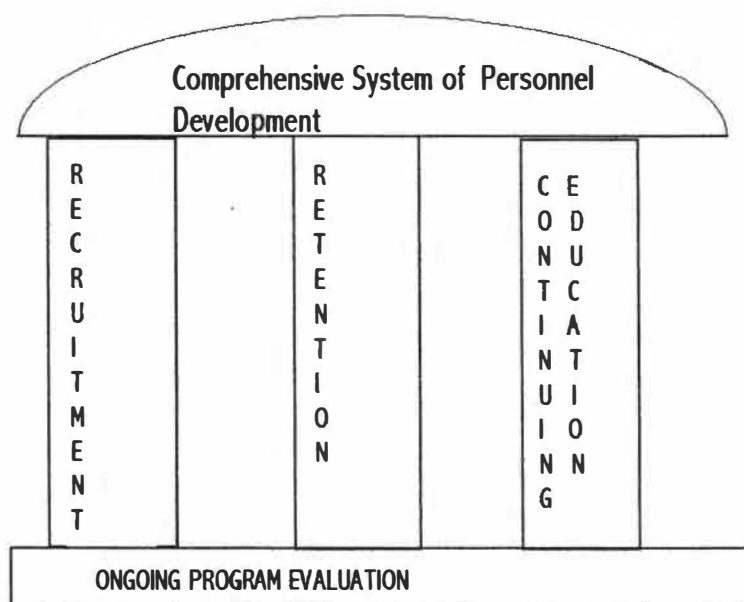 Comprehensive System of Personnel
Development
RECRUITMENT
RETENTION
CONTINUING
EDUCATION
ONGOING PROGRAM EVALUATION